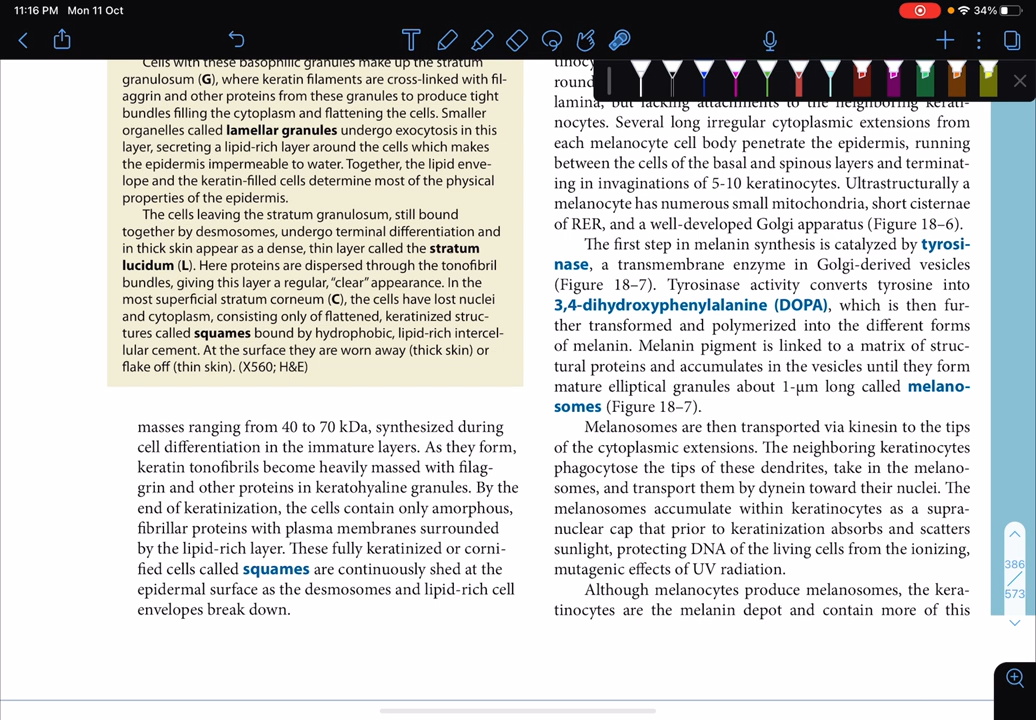 11:16 PM Mon 11 Oct
34%
Cells with these basophilic granules make up the stratum
granulosum (G), where keratin filaments are cross-linked with fil-
aggrin and other proteins from these granules to produce tight
bundles filling the cytoplasm and flattening the cells. Smaller
organelles called lamellar granules undergo exocytosis in this
layer, secreting a lipid-rich layer around the cells which makes
the epidermis impermeable to water. Together, the lipid enve-
lope and the keratin-filled cells determine most of the physical
properties of the epidermis.
The cells leaving the stratum granulosum, still bound
together by desmosomes, undergo terminal differentiation and
in thick skin appear as a dense, thin layer called the stratum
lucidum (L). Here proteins are dispersed through the tonofibril
bundles, giving this layer a regular, “clear” appearance. In the
most superficial stratum corneum (C), the cells have lost nuclei
and cytoplasm, consisting only of flattened, keratinized struc-
tures called squames bound by hydrophobic, lipid-rich intercel-
lular cement. At the surface they are worn away (thick skin) or
flake off (thin skin). (X560; H&E)
masses ranging from 40 to 70 kDa, synthesized during
cell differentiation in the immature layers. As they form,
keratin tonofibrils become heavily massed with filag-
grin and other proteins in keratohyaline granules. By the
end of keratinization, the cells contain only amorphous,
fibrillar proteins with plasma membranes surrounded
by the lipid-rich layer. These fully keratinized or corni-
fied cells called squames are continuously shed at the
epidermal surface as the desmosomes and lipid-rich cell
envelopes break down.
round
lamina, but lacking attachments to the neighboring kerati-
nocytes. Several long irregular cytoplasmic extensions from
each melanocyte cell body penetrate the epidermis, running
between the cells of the basal and spinous layers and terminat-
ing in invaginations of 5-10 keratinocytes. Ultrastructurally a
melanocyte has numerous small mitochondria, short cisternae
of RER, and a well-developed Golgi apparatus (Figure 18–6).
The first step in melanin synthesis is catalyzed by tyrosi-
nase, a transmembrane enzyme in Golgi-derived vesicles
(Figure 18–7). Tyrosinase activity converts tyrosine into
3,4-dihydroxyphenylalanine (DOPA), which is then fur-
ther transformed and polymerized into the different forms
of melanin. Melanin pigment is linked to a matrix of struc-
tural proteins and accumulates in the vesicles until they form
mature elliptical granules about 1-μm long called melano-
somes (Figure 18–7).
Melanosomes are then transported via kinesin to the tips
of the cytoplasmic extensions. The neighboring keratinocytes
phagocytose the tips of these dendrites, take in the melano-
somes, and transport them by dynein toward their nuclei. The
melanosomes accumulate within keratinocytes as a supra-
nuclear cap that prior to keratinization absorbs and scatters
sunlight, protecting DNA of the living cells from the ionizing,
mutagenic effects of UV radiation.
Although melanocytes produce melanosomes, the kera-
tinocytes are the melanin depot and contain more of this
386
573